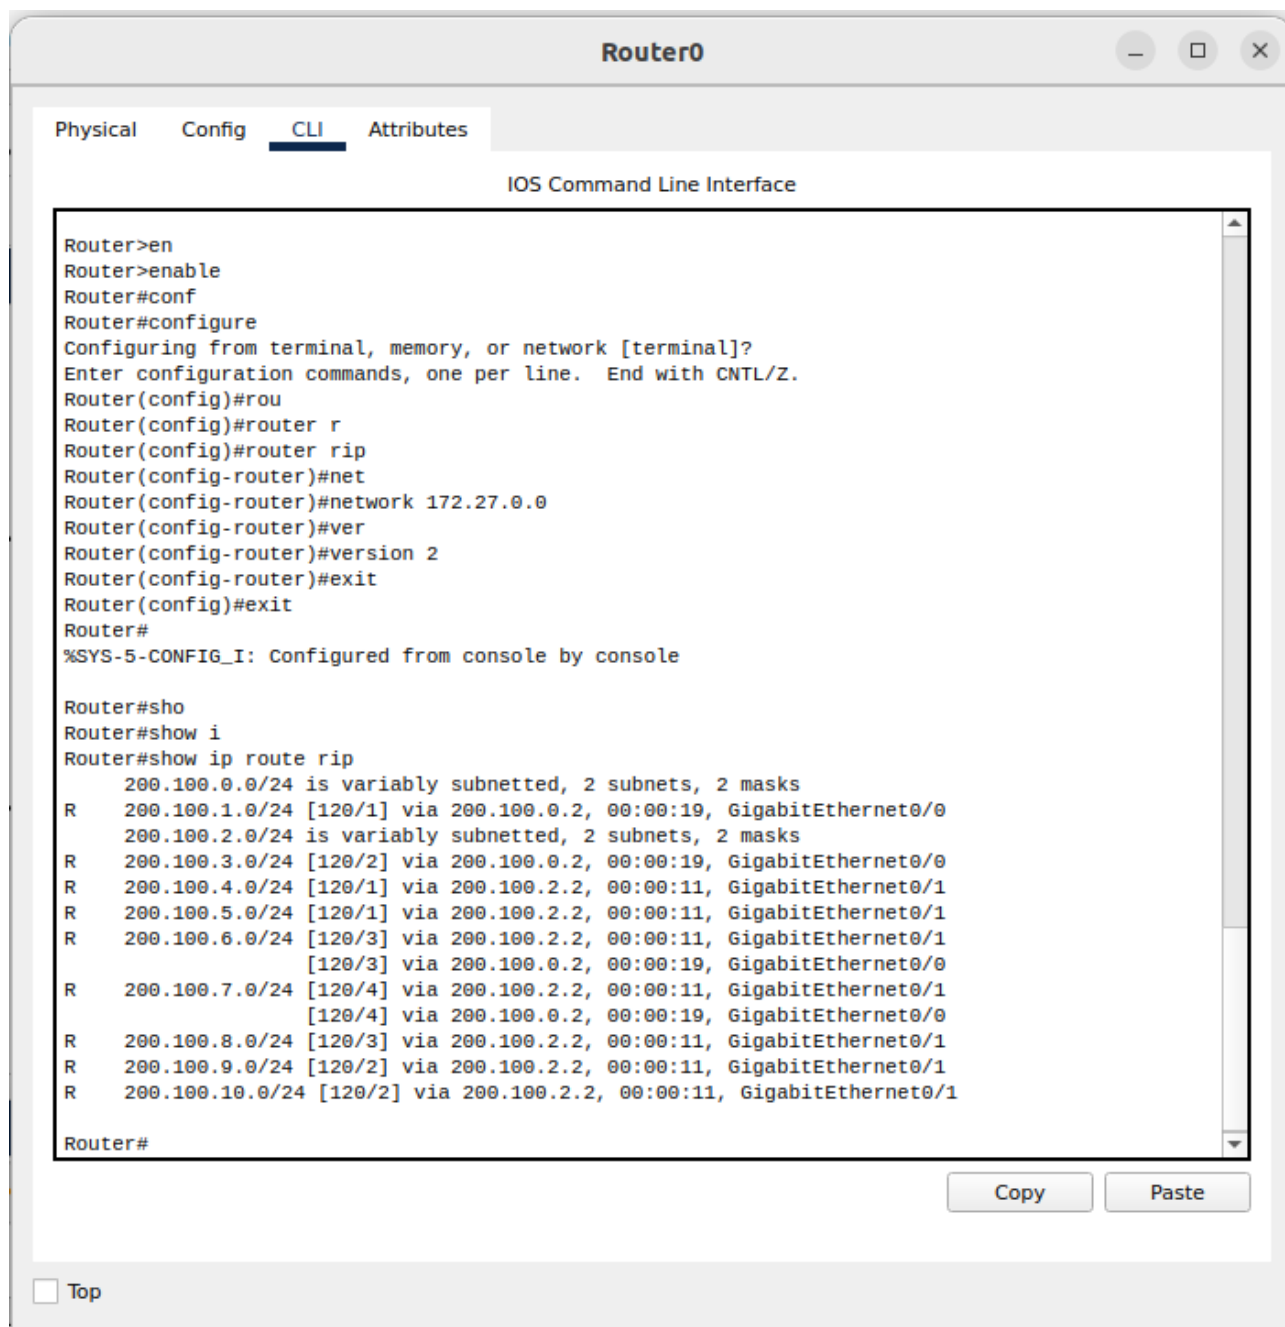 Router0
Physical Config CLI Attributes
IOS Command Line Interface
Router>en
Router>enable
Router#conf
Router#configure
Configuring from terminal, memory, or network [terminal]?
Enter configuration commands, one per line.  End with CNTL/Z.
Router(config)#rou
Router(config)#router r
Router(config)#router rip
Router(config-router)#net
Router(config-router)#network 172.27.0.0
Router(config-router)#ver
Router(config-router)#version 2
Router(config-router)#exit
Router(config)#exit
Router#
%SYS-5-CONFIG_I: Configured from console by console
Router#sho
Router#show i
Router#show ip route rip
     200.100.0.0/24 is variably subnetted, 2 subnets, 2 masks
R    200.100.1.0/24 [120/1] via 200.100.0.2, 00:00:19, GigabitEthernet0/0
     200.100.2.0/24 is variably subnetted, 2 subnets, 2 masks
R    200.100.3.0/24 [120/2] via 200.100.0.2, 00:00:19, GigabitEthernet0/0
R    200.100.4.0/24 [120/1] via 200.100.2.2, 00:00:11, GigabitEthernet0/1
R    200.100.5.0/24 [120/1] via 200.100.2.2, 00:00:11, GigabitEthernet0/1
R    200.100.6.0/24 [120/3] via 200.100.2.2, 00:00:11, GigabitEthernet0/1
                    [120/3] via 200.100.0.2, 00:00:19, GigabitEthernet0/0
R    200.100.7.0/24 [120/4] via 200.100.2.2, 00:00:11, GigabitEthernet0/1
                    [120/4] via 200.100.0.2, 00:00:19, GigabitEthernet0/0
R    200.100.8.0/24 [120/3] via 200.100.2.2, 00:00:11, GigabitEthernet0/1
R    200.100.9.0/24 [120/2] via 200.100.2.2, 00:00:11, GigabitEthernet0/1
R    200.100.10.0/24 [120/2] via 200.100.2.2, 00:00:11, GigabitEthernet0/1
Router#
Copy Paste
Top